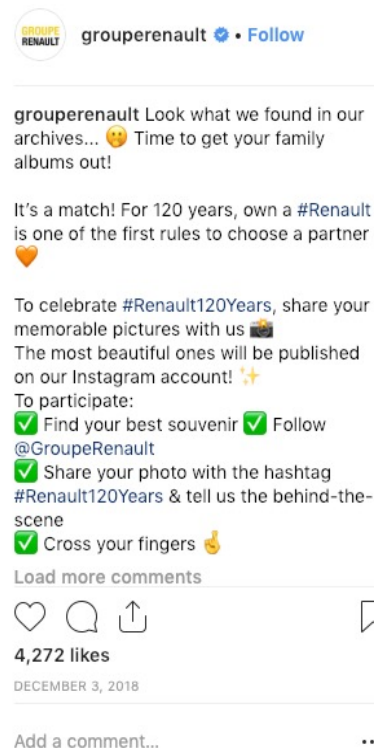 GROUPE
RENAULT
grouperenault • Follow
grouperenault Look what we found in our
archives... 🤭 Time to get your family
albums out!
It’s a match! For 120 years, own a #Renault
is one of the first rules to choose a partner
🧡
To celebrate #Renault120Years, share your
memorable pictures with us 📸
The most beautiful ones will be published
on our Instagram account! ✨
To participate:
✅ Find your best souvenir ✅ Follow
@GroupeRenault
✅ Share your photo with the hashtag
#Renault120Years & tell us the behind-the-
scene
✅ Cross your fingers 🤞
Load more comments
4,272 likes
DECEMBER 3, 2018
Add a comment...